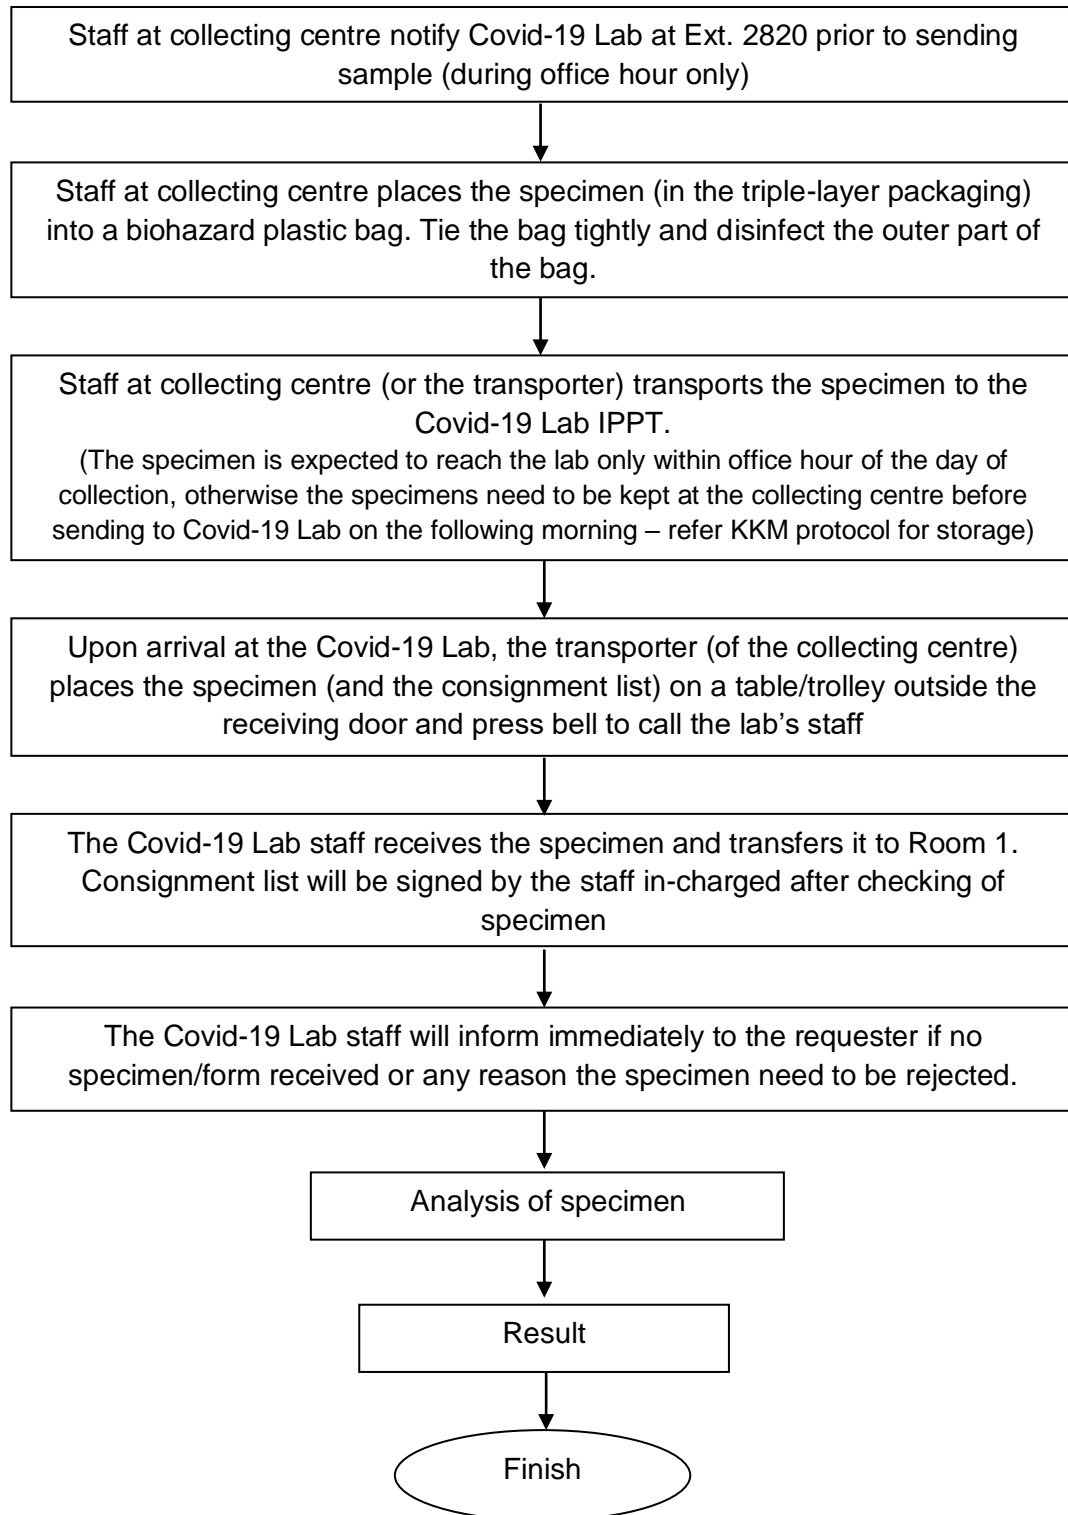 Staff at collecting centre notify Covid-19 Lab at Ext. 2820 prior to sending
sample (during office hour only)
Staff at collecting centre places the specimen (in the triple-layer packaging)
into a biohazard plastic bag. Tie the bag tightly and disinfect the outer part of
the bag.
Staff at collecting centre (or the transporter) transports the specimen to the
Covid-19 Lab IPPT.
(The specimen is expected to reach the lab only within office hour of the day of
collection, otherwise the specimens need to be kept at the collecting centre before
sending to Covid-19 Lab on the following morning – refer KKM protocol for storage)
Upon arrival at the Covid-19 Lab, the transporter (of the collecting centre)
places the specimen (and the consignment list) on a table/trolley outside the
receiving door and press bell to call the lab’s staff
The Covid-19 Lab staff receives the specimen and transfers it to Room 1.
Consignment list will be signed by the staff in-charged after checking of
specimen
The Covid-19 Lab staff will inform immediately to the requester if no
specimen/form received or any reason the specimen need to be rejected.
Analysis of specimen
Result
Finish